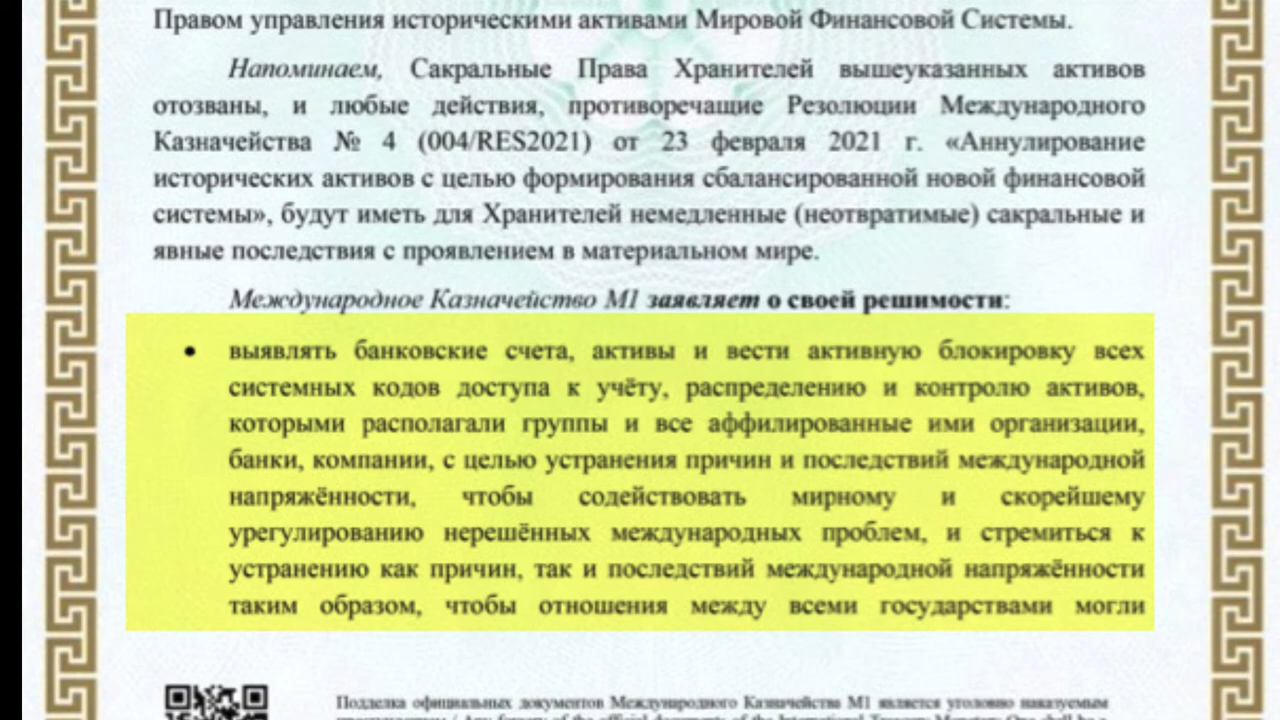 Правом управления историческими активами Мировой Финансовой Системы.
Напоминаем, Сакральные Права Хранителей вышеуказанных активов
отозваны, и любые действия, противоречащие Резолюции Международного
Казначейства № 4 (004/RES2021) от 23 февраля 2021 г. «Аннулирование
исторических активов с целью формирования сбалансированной новой финансовой
системы», будут иметь для Хранителей немедленные (неотвратимые) сакральные и
явные последствия с проявлением в материальном мире.
Международное Казначейство М1 заявляет о своей решимости:
• выявлять банковские счета, активы и вести активную блокировку всех
системных кодов доступа к учёту, распределению и контролю активов,
которыми располагали группы и все аффилированные ими организации,
банки, компании, с целью устранения причин и последствий международной
напряжённости, чтобы содействовать мирному и скорейшему
урегулированию нерешённых международных проблем, и стремиться к
устранению как причин, так и последствий международной напряжённости
таким образом, чтобы отношения между всеми государствами могли
Подделка официальных документов Международного Казначейства М1 является уголовно наказуемым